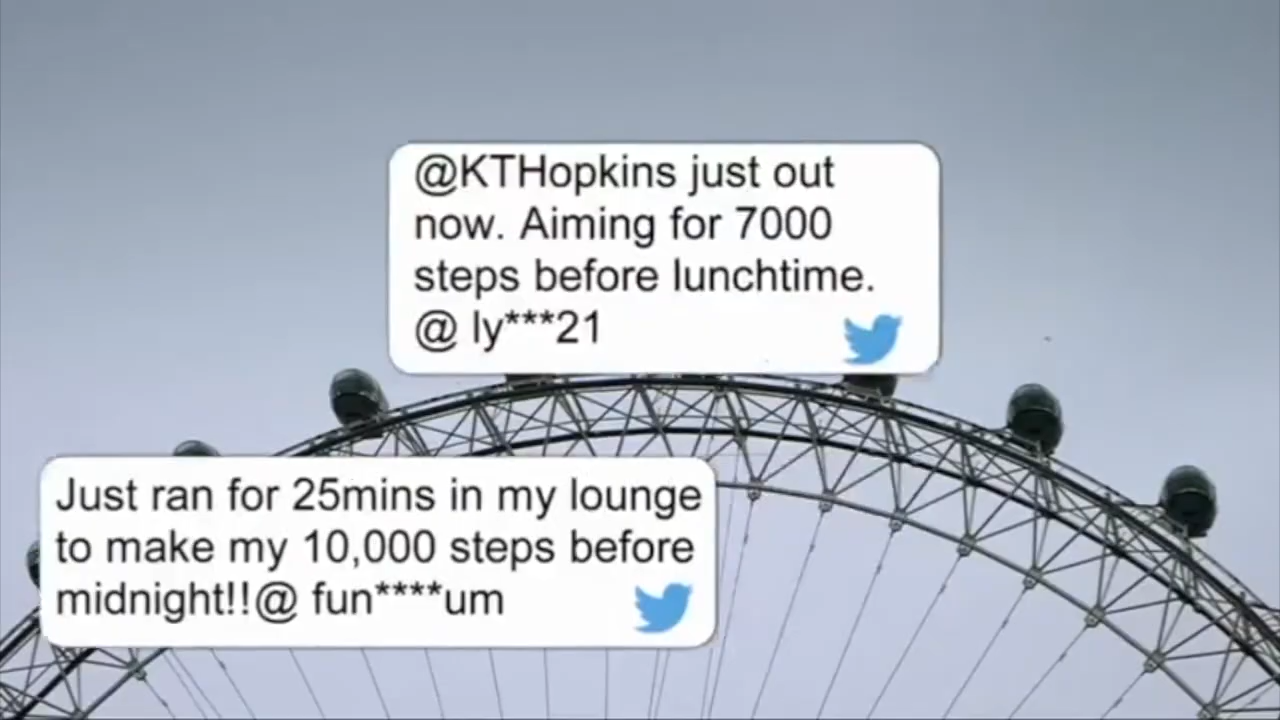 @KTHopkins just out
now. Aiming for 7000
steps before lunchtime.
@ ly***21
Just ran for 25mins in my lounge
to make my 10,000 steps before
midnight!!@ fun****um